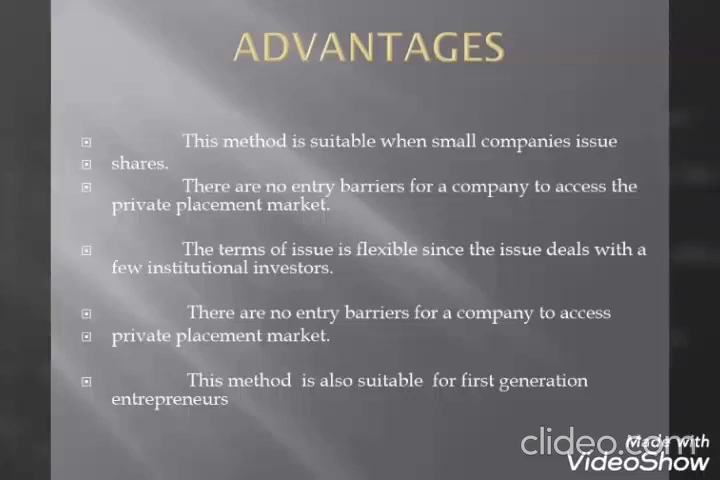 ADVANTAGES
This method is suitable when small companies issue
shares.
There are no entry barriers for a company to access the
private placement market.
The terms of issue is flexible since the issue deals with a
few institutional investors.
There are no entry barriers for a company to access
private placement market.
This method is also suitable for first generation
entrepreneurs
clideo.com
Made with
VideoShow